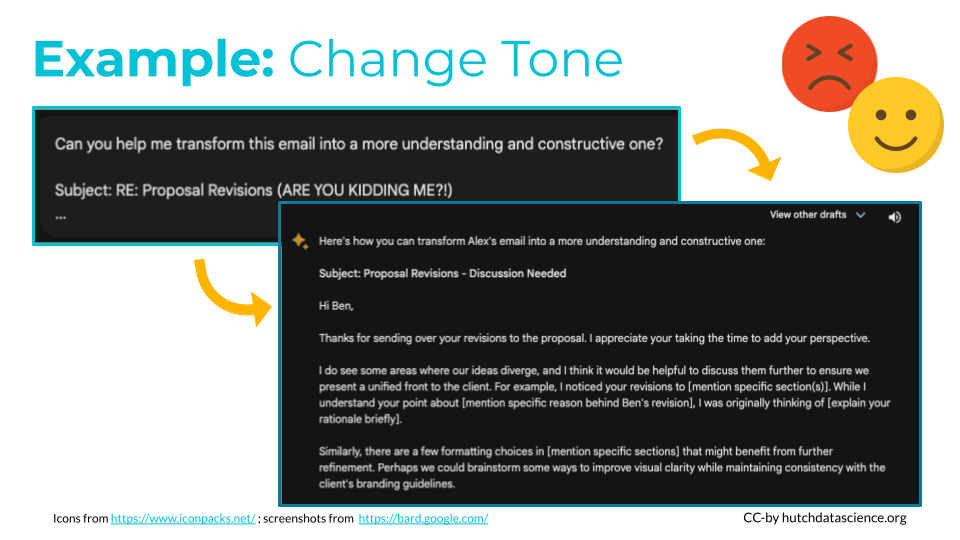 Example: Change Tone
Can you help me transform this email into a more understanding and constructive one?
Subject: RE: Proposal Revisions (ARE YOU KIDDING ME?!)
...
View other drafts
Here's how you can transform Alex's email into a more understanding and constructive one:
Subject: Proposal Revisions - Discussion Needed
Hi Ben,
Thanks for sending over your revisions to the proposal. I appreciate your taking the time to add your perspective.
I do see some areas where our ideas diverge, and I think it would be helpful to discuss them further to ensure we
present a unified front to the client. For example, I noticed your revisions to [mention specific section(s)]. While I
understand your point about [mention specific reason behind Ben's revision], I was originally thinking of [explain your
rationale briefly].
Similarly, there are a few formatting choices in [mention specific sections] that might benefit from further
refinement. Perhaps we could brainstorm some ways to improve visual clarity while maintaining consistency with the
client's branding guidelines.
Icons from https://www.iconpacks.net/ ; screenshots from https://bard.google.com/
CC-by hutchdatascience.org